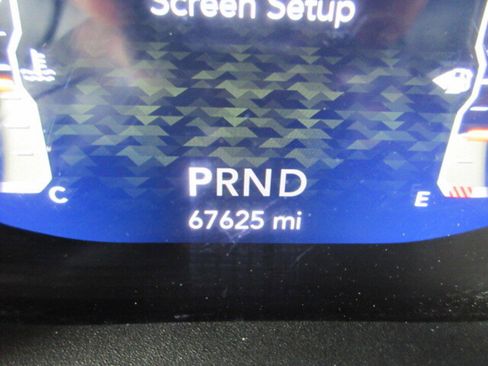 Screen Setup
PRND
C
E
67625 mi